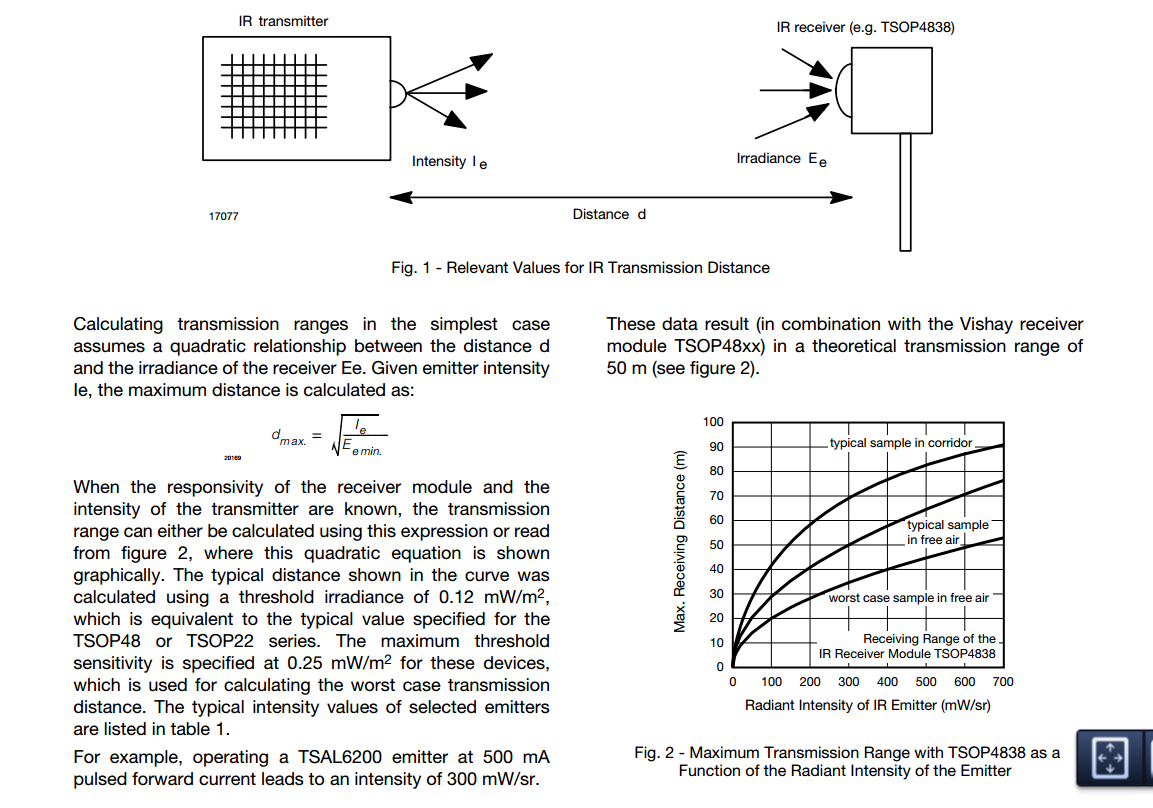 IR transmitter
IR receiver (e.g. TSOP4838)
Intensity I e
Irradiance Ee
17077
Distance d
Fig. 1 - Relevant Values for IR Transmission Distance
Calculating transmission ranges in the simplest case
assumes a quadratic relationship between the distance d
and the irradiance of the receiver Ee. Given emitter intensity
Ie, the maximum distance is calculated as:
d max. = √ I e / E e min.
20169
When the responsivity of the receiver module and the
intensity of the transmitter are known, the transmission
range can either be calculated using this expression or read
from figure 2, where this quadratic equation is shown
graphically. The typical distance shown in the curve was
calculated using a threshold irradiance of 0.12 mW/m², 
which is equivalent to the typical value specified for the
TSOP48 or TSOP22 series. The maximum threshold
sensitivity is specified at 0.25 mW/m² for these devices,
which is used for calculating the worst case transmission
distance. The typical intensity values of selected emitters
are listed in table 1.
For example, operating a TSAL6200 emitter at 500 mA
pulsed forward current leads to an intensity of 300 mW/sr.
These data result (in combination with the Vishay receiver
module TSOP48xx) in a theoretical transmission range of
50 m (see figure 2).
Max. Receiving Distance (m)
100
90
80
70
60
50
40
30
20
10
0
typical sample in corridor
typical sample
in free air
worst case sample in free air
Receiving Range of the
IR Receiver Module TSOP4838
0 100 200 300 400 500 600 700
Radiant Intensity of IR Emitter (mW/sr)
Fig. 2 - Maximum Transmission Range with TSOP4838 as a
Function of the Radiant Intensity of the Emitter